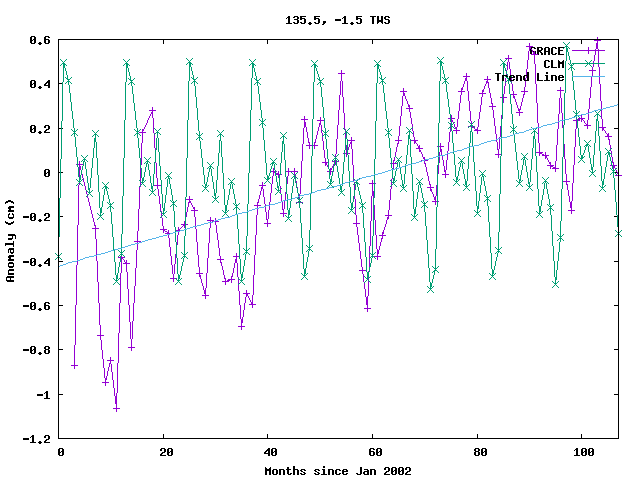 135.5, -1.5 TWS
0.6
0.4
0.2
0
-0.2
-0.4
-0.6
-0.8
-1
-1.2
Anomaly (cm)
GRACE
CLM
Trend Line
0 20 40 60 80 100
Months since Jan 2002